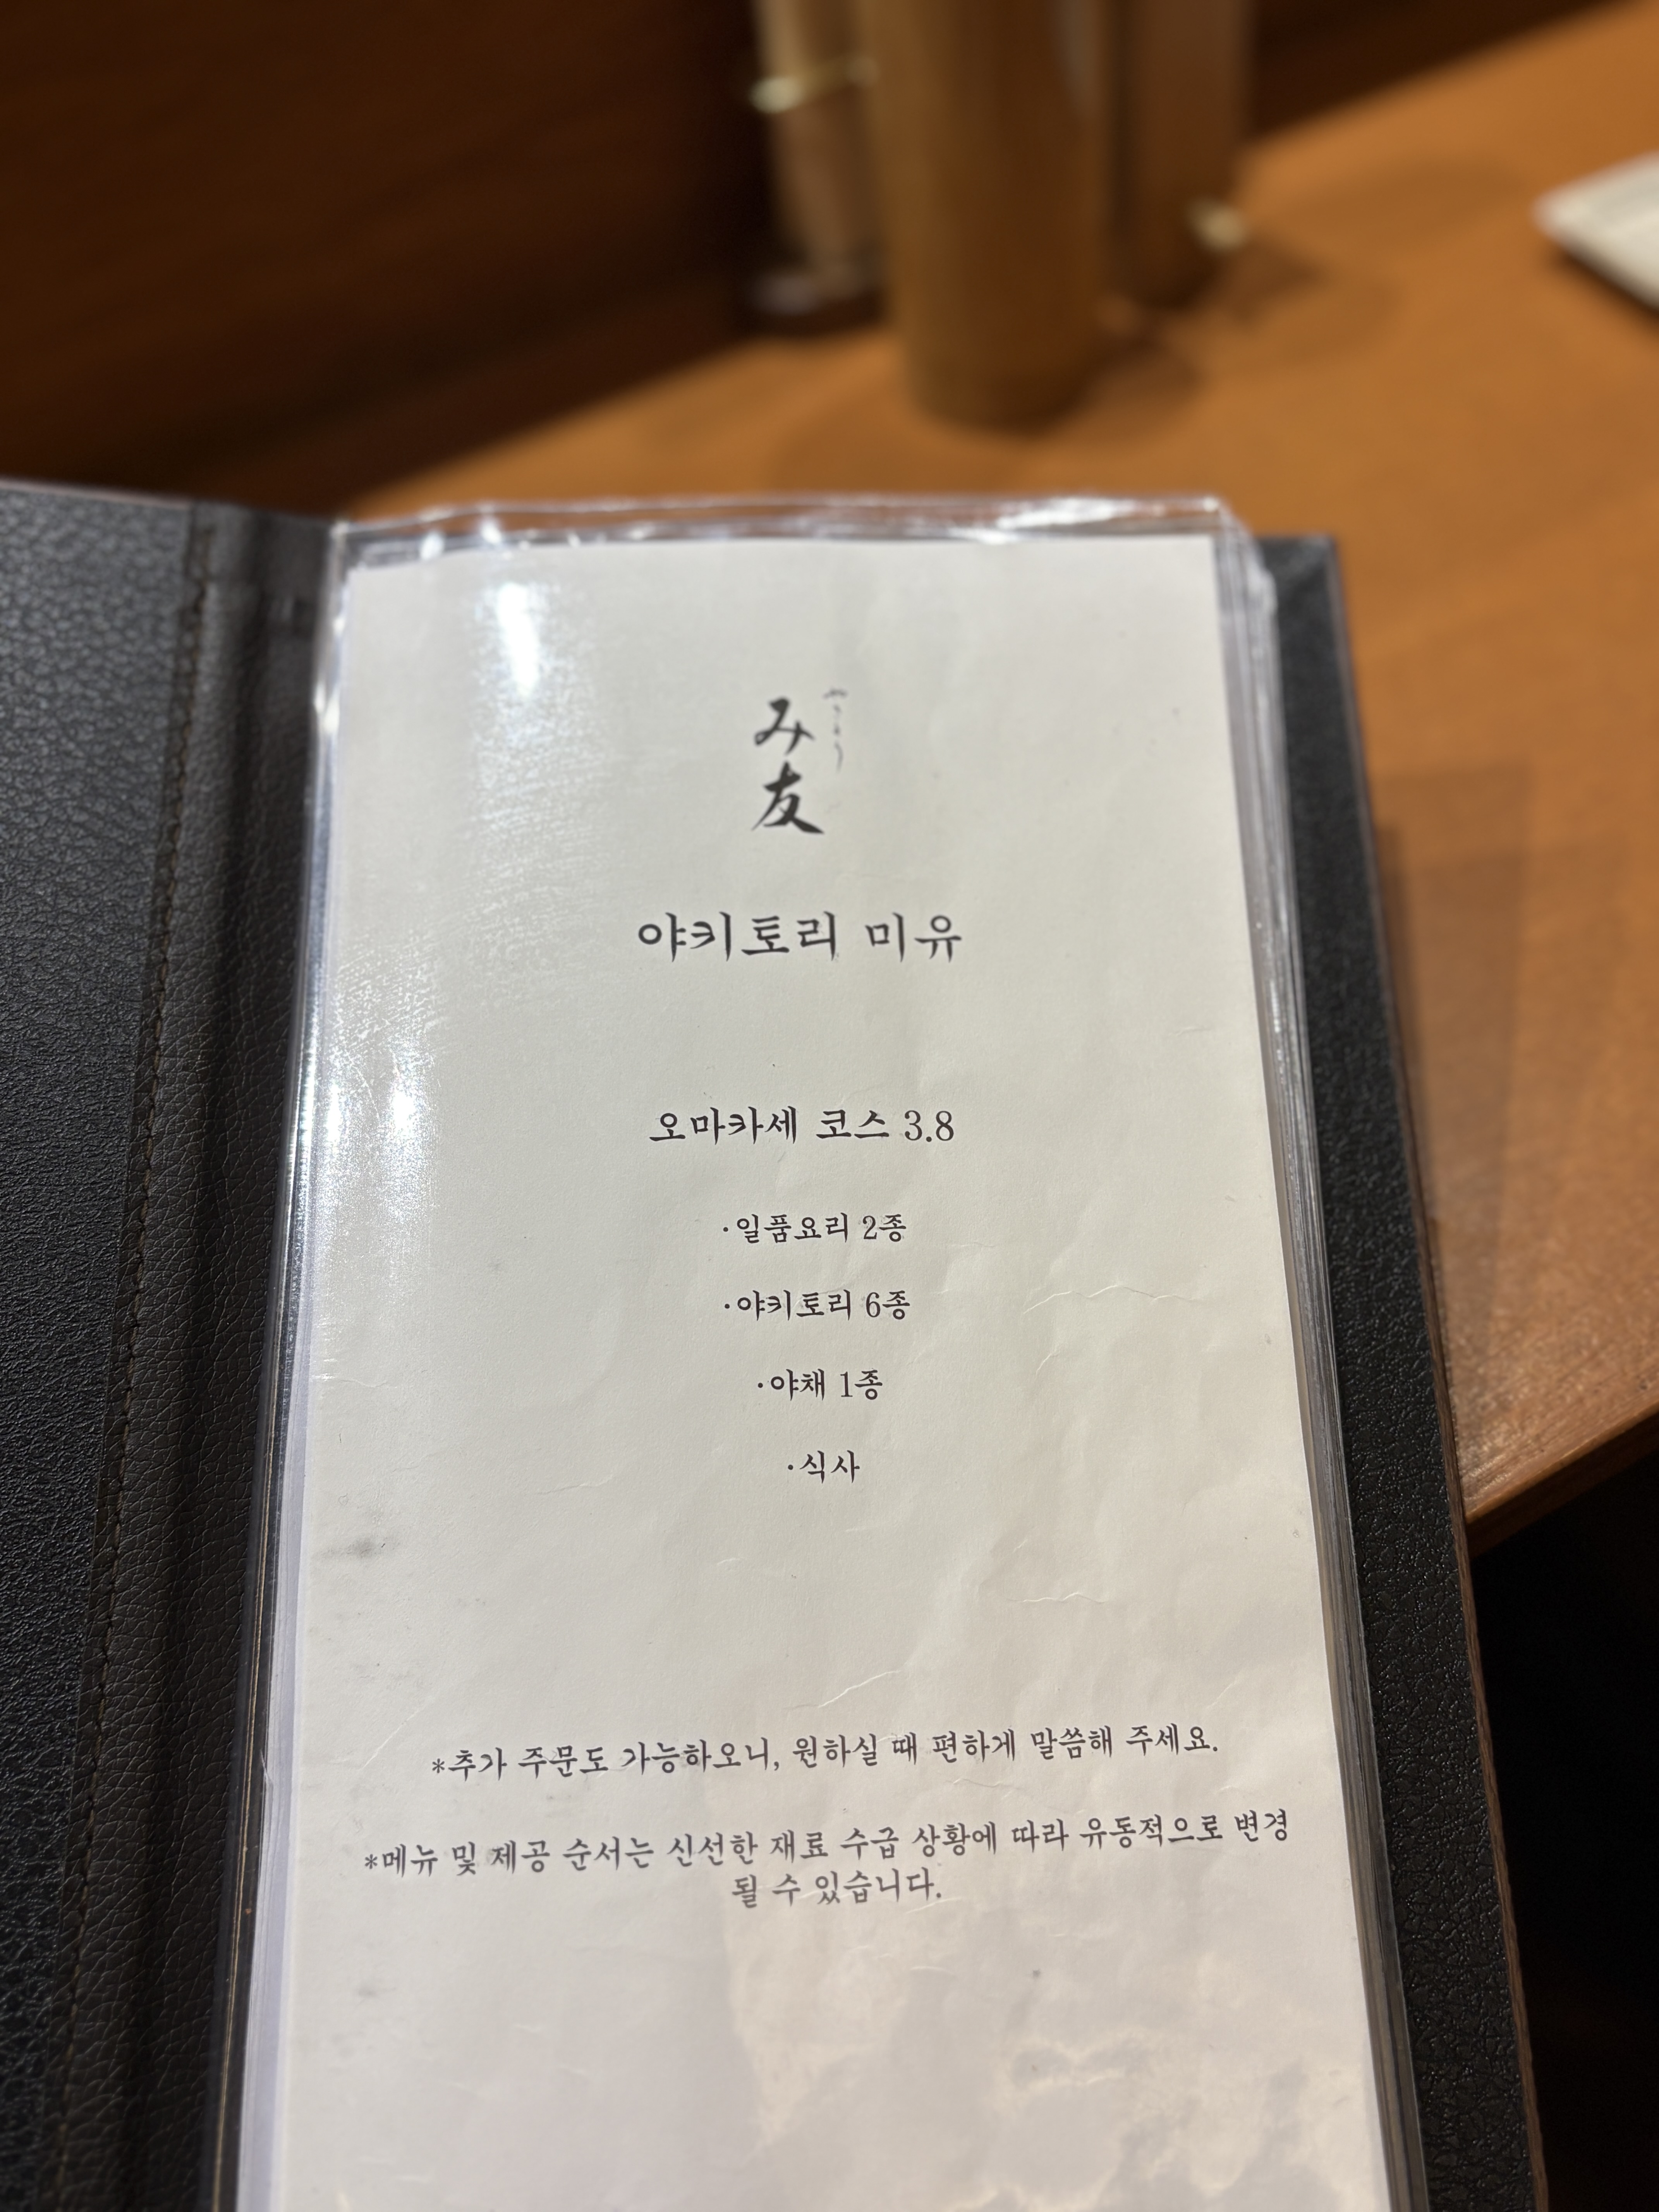 み友
야키토리 미유
오마카세 코스 3.8
·일품요리 2종
·야키토리 6종
·야채 1종
·식사
*추가 주문도 가능하오니, 원하실 때 편하게 말씀해 주세요.
*메뉴 및 제공 순서는 신선한 재료 수급 상황에 따라 유동적으로 변경
될 수 있습니다.